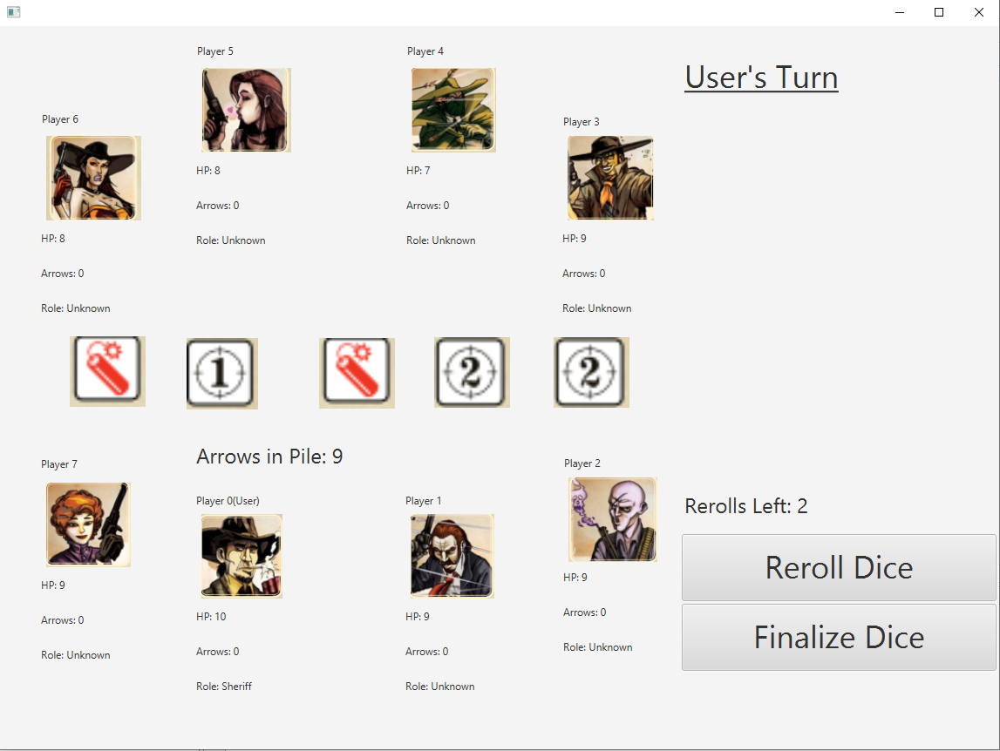 Player 5
Player 4
User's Turn
Player 6
Player 3
HP: 8
HP: 7
Arrows: 0
Arrows: 0
HP: 8
Role: Unknown
Role: Unknown
HP: 9
Arrows: 0
Arrows: 0
Role: Unknown
Role: Unknown
1
2
2
Player 7
Arrows in Pile: 9
Player 2
Player 0(User)
Player 1
Rerolls Left: 2
Reroll Dice
HP: 9
HP: 9
Arrows: 0
HP: 10
HP: 9
Arrows: 0
Finalize Dice
Role: Unknown
Arrows: 0
Arrows: 0
Role: Unknown
Role: Sheriff
Role: Unknown